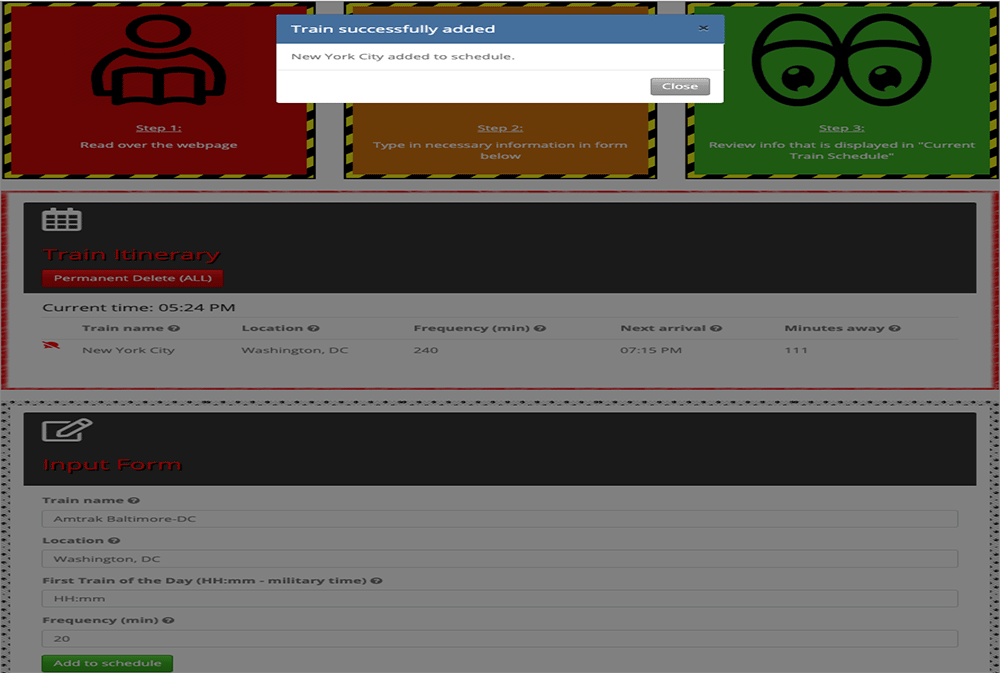 Train successfully added ×
New York City added to schedule.
Close
Step 1:
Read over the webpage
Step 2:
Type in necessary information in form
below
Step 3:
Review info that is displayed in "Current
Train Schedule"
Train Itinerary
Permanent Delete (ALL)
Current time: 05:24 PM
Train name Location Frequency (min) Next arrival Minutes away
New York City Washington, DC 240 07:15 PM 111
Input Form
Train name
Amtrak Baltimore-DC
Location
Washington, DC
First Train of the Day (HH:mm - military time)
HH:mm
Frequency (min)
20
Add to schedule